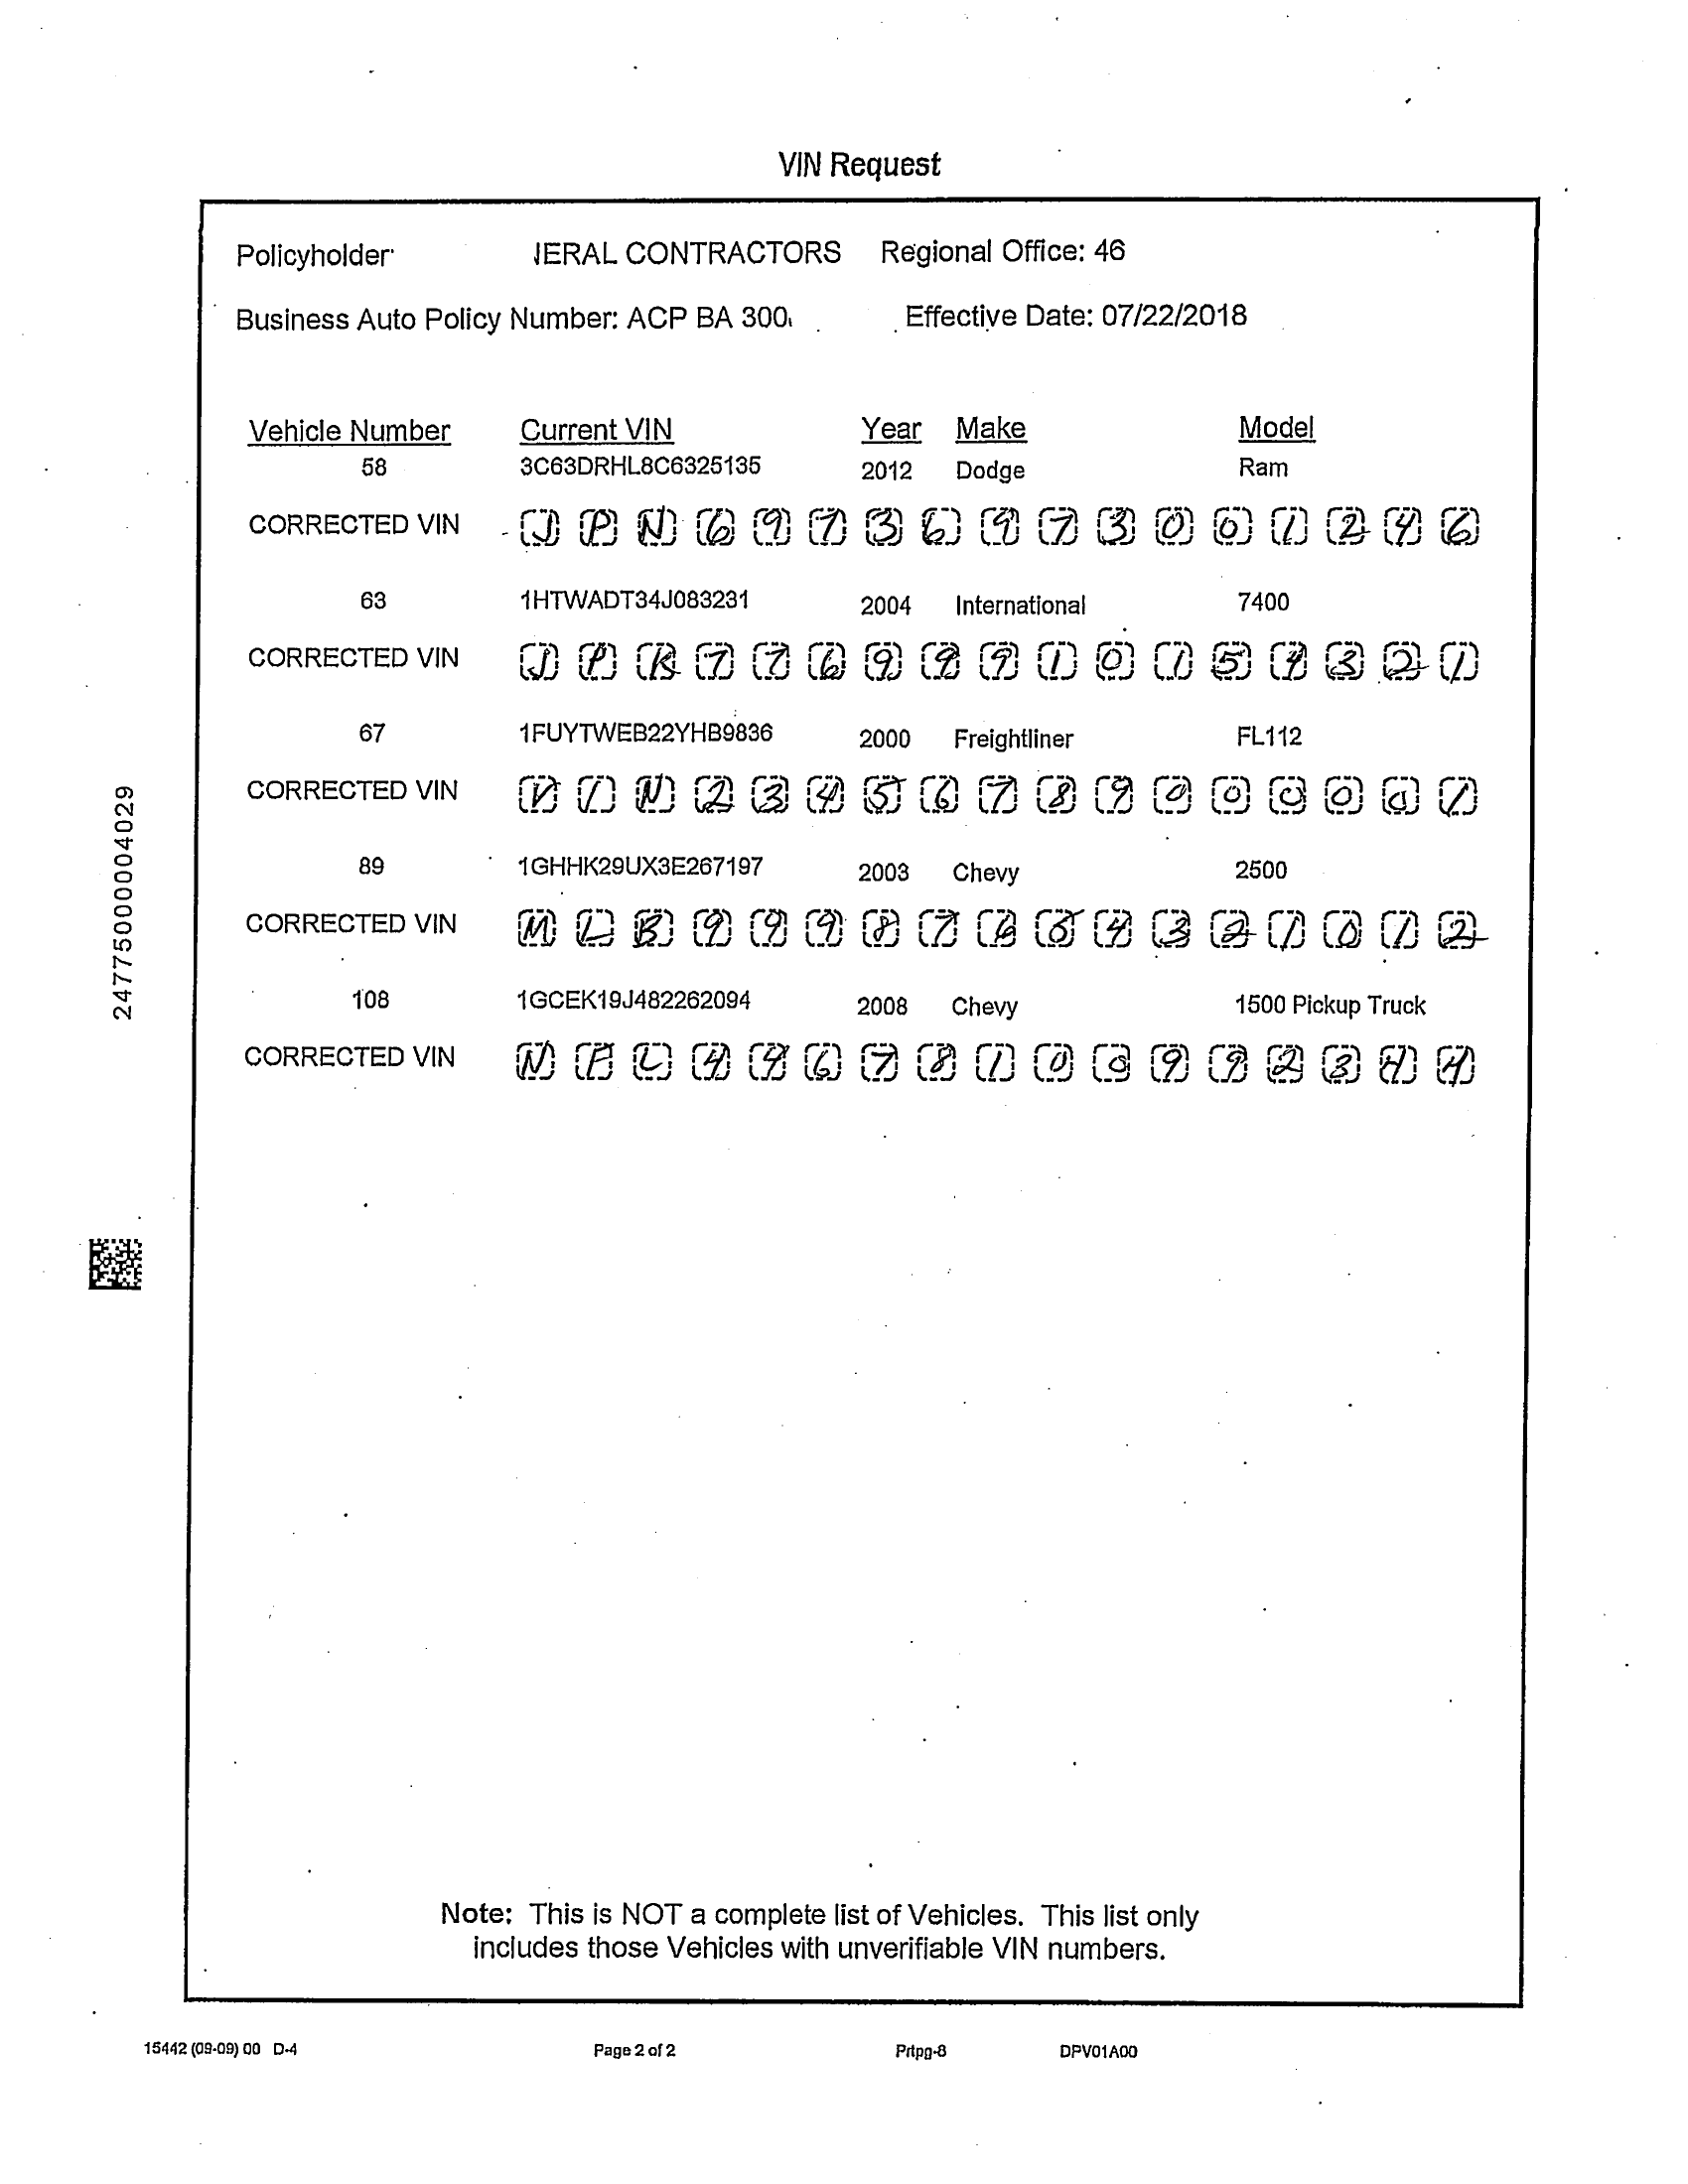 VIN Request
Policyholder: JERAL CONTRACTORS Regional Office: 46
Business Auto Policy Number: ACP BA 300 Effective Date: 07/22/2018
Vehicle Number Current VIN Year Make Model
58 3C63DRHL8C6325135 2012 Dodge Ram
CORRECTED VIN J P N 6 9 7 3 6 9 7 3 0 0 1 2 4 6
63 1HTWADT34J083231 2004 International 7400
CORRECTED VIN J P K 7 7 6 9 9 9 1 0 1 5 4 3 2 1
67 1FUYTWEB22YHB9836 2000 Freightliner FL112
CORRECTED VIN V I N 2 3 4 5 6 7 8 9 0 0 0 0 0 1
89 1GHHK29UX3E267197 2003 Chevy 2500
CORRECTED VIN M L B 9 9 9 8 7 6 5 4 3 2 1 0 1 2
108 1GCEK19J482262094 2008 Chevy 1500 Pickup Truck
CORRECTED VIN N L 4 4 6 7 8 1 0 0 9 9 2 3 4 4
247750000004029
Note: This is NOT a complete list of Vehicles. This list only
includes those Vehicles with unverifiable VIN numbers.
15442 (09-09) 00 D-4 Page 2 of 2 Prtpg-8 DPV01A00